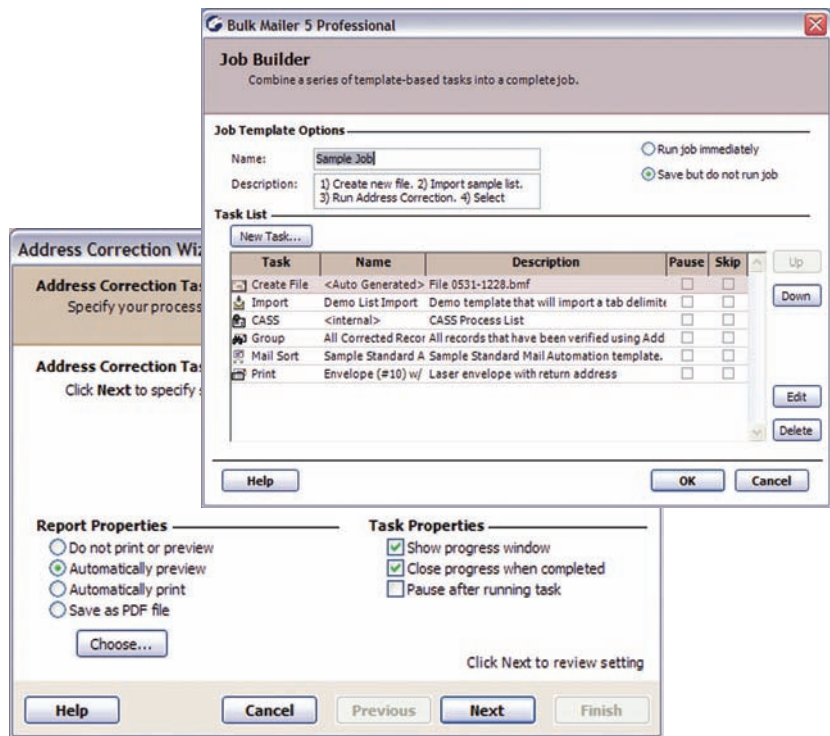 Bulk Mailer 5 Professional
Job Builder
Combine a series of template-based tasks into a complete job.
Job Template Options
Name: Sample Job
Run job immediately
Description: 1) Create new file. 2) Import sample list.
3) Run Address Correction. 4) Select
Save but do not run job
Task List
New Task...
Task Name Description Pause Skip
Up
Create File <Auto Generated> File 0531-1228.bmf
Import Demo List Import Demo template that will import a tab delimite
Down
CASS <internal> CASS Process List
Group All Corrected Recor All records that have been verified using Add
Mail Sort Sample Standard A Sample Standard Mail Automation template.
Print Envelope (#10) w/ Laser envelope with return address
Edit
Delete
Help OK Cancel
Address Correction Wiz
Address Correction Tas
Specify your process
Address Correction Tas
Click Next to specify s
Report Properties
Do not print or preview
Automatically preview
Automatically print
Save as PDF file
Choose...
Task Properties
Show progress window
Close progress when completed
Pause after running task
Click Next to review setting
Help Cancel Previous Next Finish